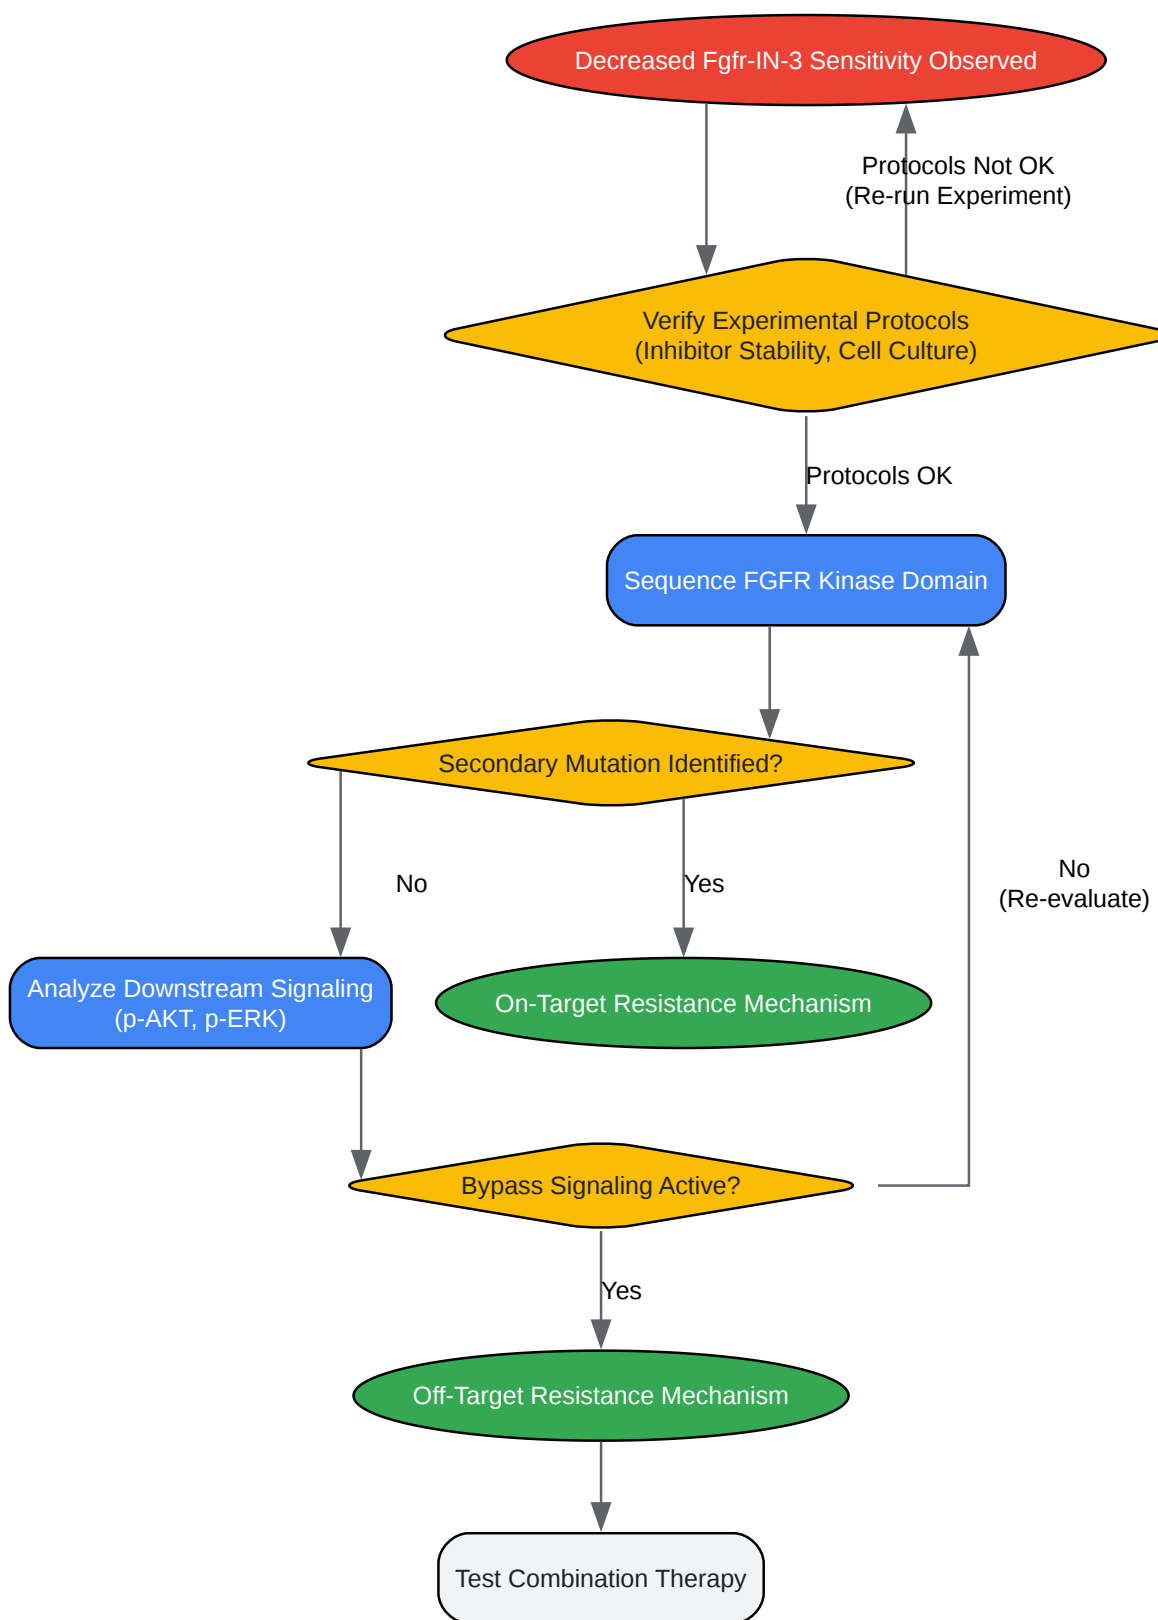 Decreased Fgfr-IN-3 Sensitivity Observed
Protocols Not OK
(Re-run Experiment)
Verify Experimental Protocols
(Inhibitor Stability, Cell Culture)
Protocols OK
Sequence FGFR Kinase Domain
Secondary Mutation Identified?
No
Yes
No
(Re-evaluate)
Analyze Downstream Signaling
(p-AKT, p-ERK)
On-Target Resistance Mechanism
Bypass Signaling Active?
Yes
Off-Target Resistance Mechanism
Test Combination Therapy